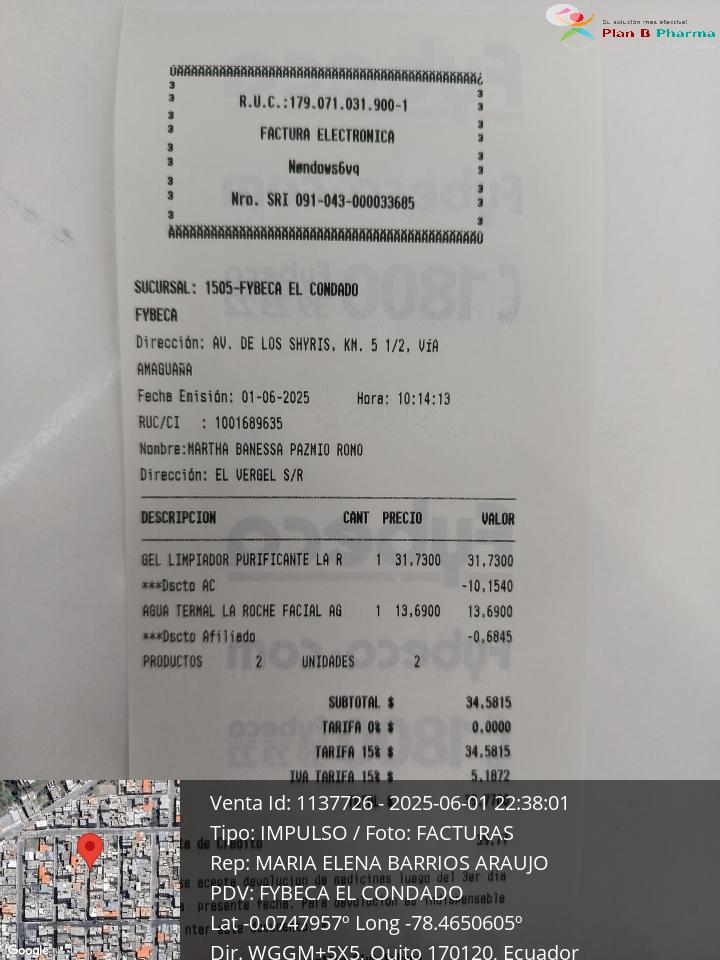 Su solución más efectiva!
Plan B Pharma
R.U.C.:179.071.031.900-1
FACTURA ELECTRONICA
Nøndows6vq
Nro. SRI 091-043-000033685
SUCURSAL: 1505-FYBECA EL CONDADO
FYBECA
Dirección: AV. DE LOS SHYRIS, KM. 5 1/2, VíA
AMAGUAñA
Fecha Emisión: 01-06-2025 Hora: 10:14:13
RUC/CI : 1001689635
Nombre:MARTHA BANESSA PAZMIO ROMO
Dirección: EL VERGEL S/R
DESCRIPCION CANT PRECIO VALOR
GEL LIMPIADOR PURIFICANTE LA R 1 31,7300 31,7300
***Dscto AC -10,1540
AGUA TERMAL LA ROCHE FACIAL AG 1 13,6900 13,6900
***Dscto Afiliado -0,6845
PRODUCTOS 2 UNIDADES 2
SUBTOTAL $ 34,5815
TARIFA 0% $ 0.0000
TARIFA 15% $ 34,5815
IVA TARIFA 15% $ 5,1872
Venta Id: 1137726 - 2025-06-01 22:38:01
Tipo: IMPULSO / Foto: FACTURAS
Rep: MARIA ELENA BARRIOS ARAUJO
PDV: FYBECA EL CONDADO
Lat -0.0747957º Long -78.4650605º
Dir. WGGM+5X5, Quito 170120, Ecuador
Google